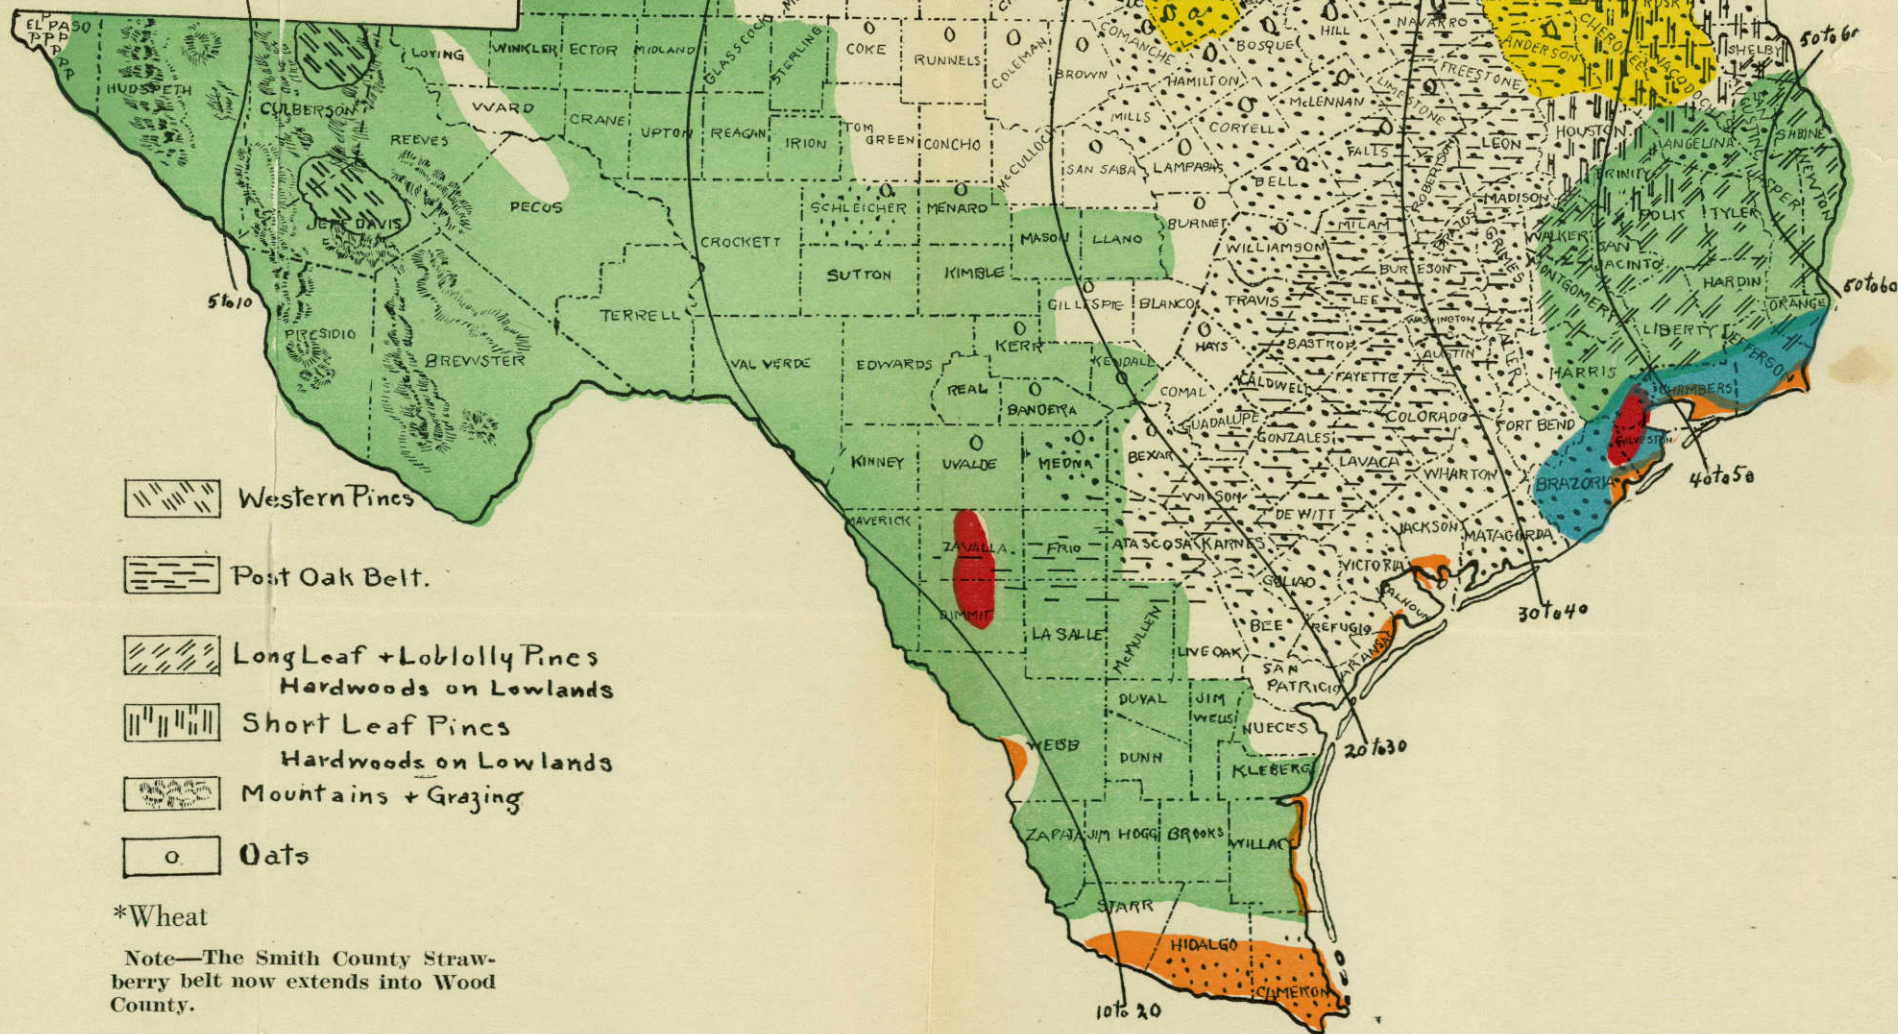 EL PASO
P
P P P
P P
P
P
P
HUDSPETH
CULBERSON
LOVING
WINKLER
ECTOR
MIDLAND
GLASSCOCK
STERLING
COKE
RUNNELS
COLEMAN
BROWN
COMANCHE
HAMILTON
BOSQUE
HILL
NAVARRO
ANDERSON
CHEROKEE
RUSK
NACOGDOCHES
SHELBY
50 to 60
REEVES
WARD
CRANE
UPTON
REAGAN
IRION
TOM GREEN
CONCHO
McCULLOCH
SAN SABA
MILLS
LAMPASAS
CORYELL
McLENNAN
LIMESTONE
FREESTONE
FALLS
BELL
ROBERTSON
LEON
HOUSTON
ANGELINA
SAN AUGUSTINE
SABINE
TRINITY
JASPER
NEWTON
JEFF DAVIS
PECOS
CROCKETT
SCHLEICHER
MENARD
MASON
LLANO
BURNET
WILLIAMSON
MILAM
BRAZOS
MADISON
GRIMES
WALKER
SAN JACINTO
POLK
TYLER
HARDIN
SUTTON
KIMBLE
BURLESON
MONTGOMERY
5 to 10
PRESIDIO
BREWSTER
TERRELL
VAL VERDE
EDWARDS
KERR
REAL
BANDERA
KENDALL
GILLESPIE
BLANCO
TRAVIS
HAYS
COMAL
LEE
BASTROP
WASHINGTON
AUSTIN
WALLER
CALDWELL
FAYETTE
HARRIS
LIBERTY
ORANGE
50 to 60
JEFFERSON
CHAMBERS
GALVESTON
GUADALUPE
GONZALES
COLORADO
FORT BEND
BRAZORIA
40 to 50
KINNEY
UVALDE
MEDNA
BEXAR
WILSON
LAVACA
WHARTON
DE WITT
JACKSON
MATAGORDA
MAVERICK
ZAVALLA
FRIO
ATASCOSA
KARNES
GOLIAD
VICTORIA
CALHOUN
30 to 40
DIMMIT
LA SALLE
McMULLEN
LIVE OAK
BEE
REFUGIO
ARANSAS
SAN PATRICIO
DUVAL
JIM WELLS
NUECES
20 to 30
WEBB
DUNN
KLEBERG
ZAPATA
JIM HOGG
BROOKS
WILLACY
STARR
HIDALGO
CAMERON
10 to 20
Western Pines
Post Oak Belt.
Long Leaf + Loblolly Pines
Hardwoods on Lowlands
Short Leaf Pines
Hardwoods on Lowlands
Mountains + Grazing
O Oats
*Wheat
Note—The Smith County Straw-
berry belt now extends into Wood
County.